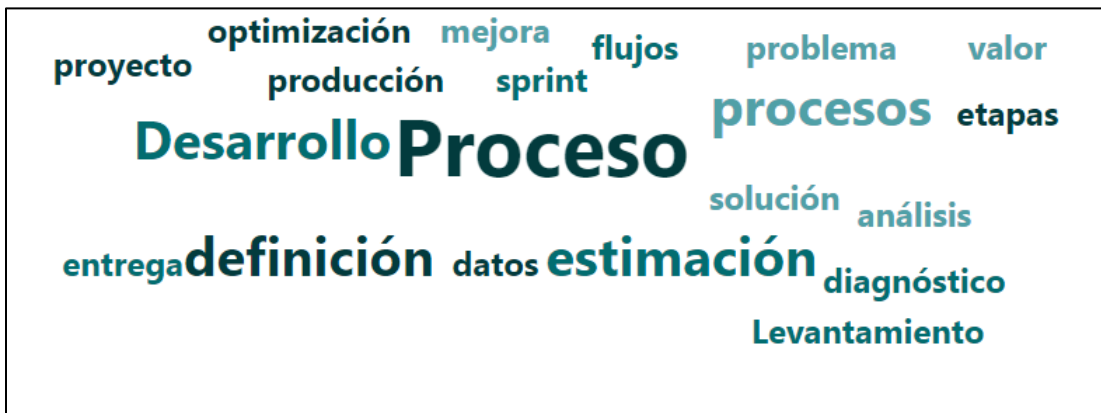 optimización mejora flujos problema valor
proyecto producción sprint
procesos etapas
Desarrollo Proceso
solución análisis
entrega definición datos estimación diagnóstico
Levantamiento